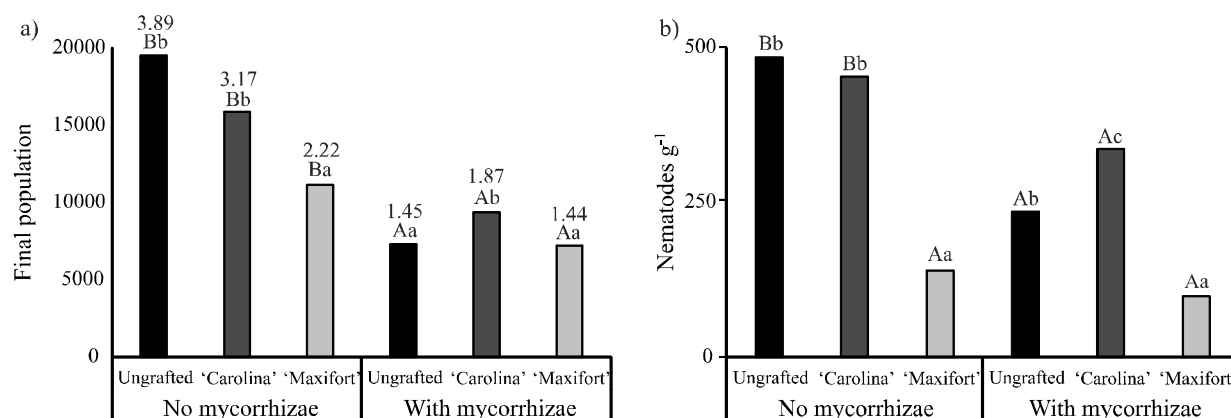 a)
Final population
20000
15000
10000
5000
0
3.89
Bb
3.17
Bb
2.22
Ba
1.45
Aa
1.87
Ab
1.44
Aa
Ungrafted ‘Carolina’ ‘Maxifort’ Ungrafted ‘Carolina’ ‘Maxifort’
No mycorrhizae With mycorrhizae
b)
Nematodes g⁻¹
500
250
0
Bb
Bb
Aa
Ab
Ac
Aa
Ungrafted ‘Carolina’ ‘Maxifort’ Ungrafted ‘Carolina’ ‘Maxifort’
No mycorrhizae With mycorrhizae